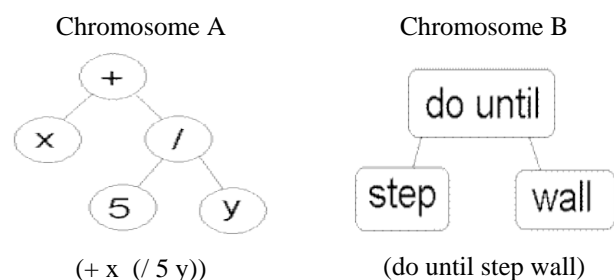 Chromosome A
+
x /
5 y
(+ x (/ 5 y))
Chromosome B
do until
step wall
(do until step wall)